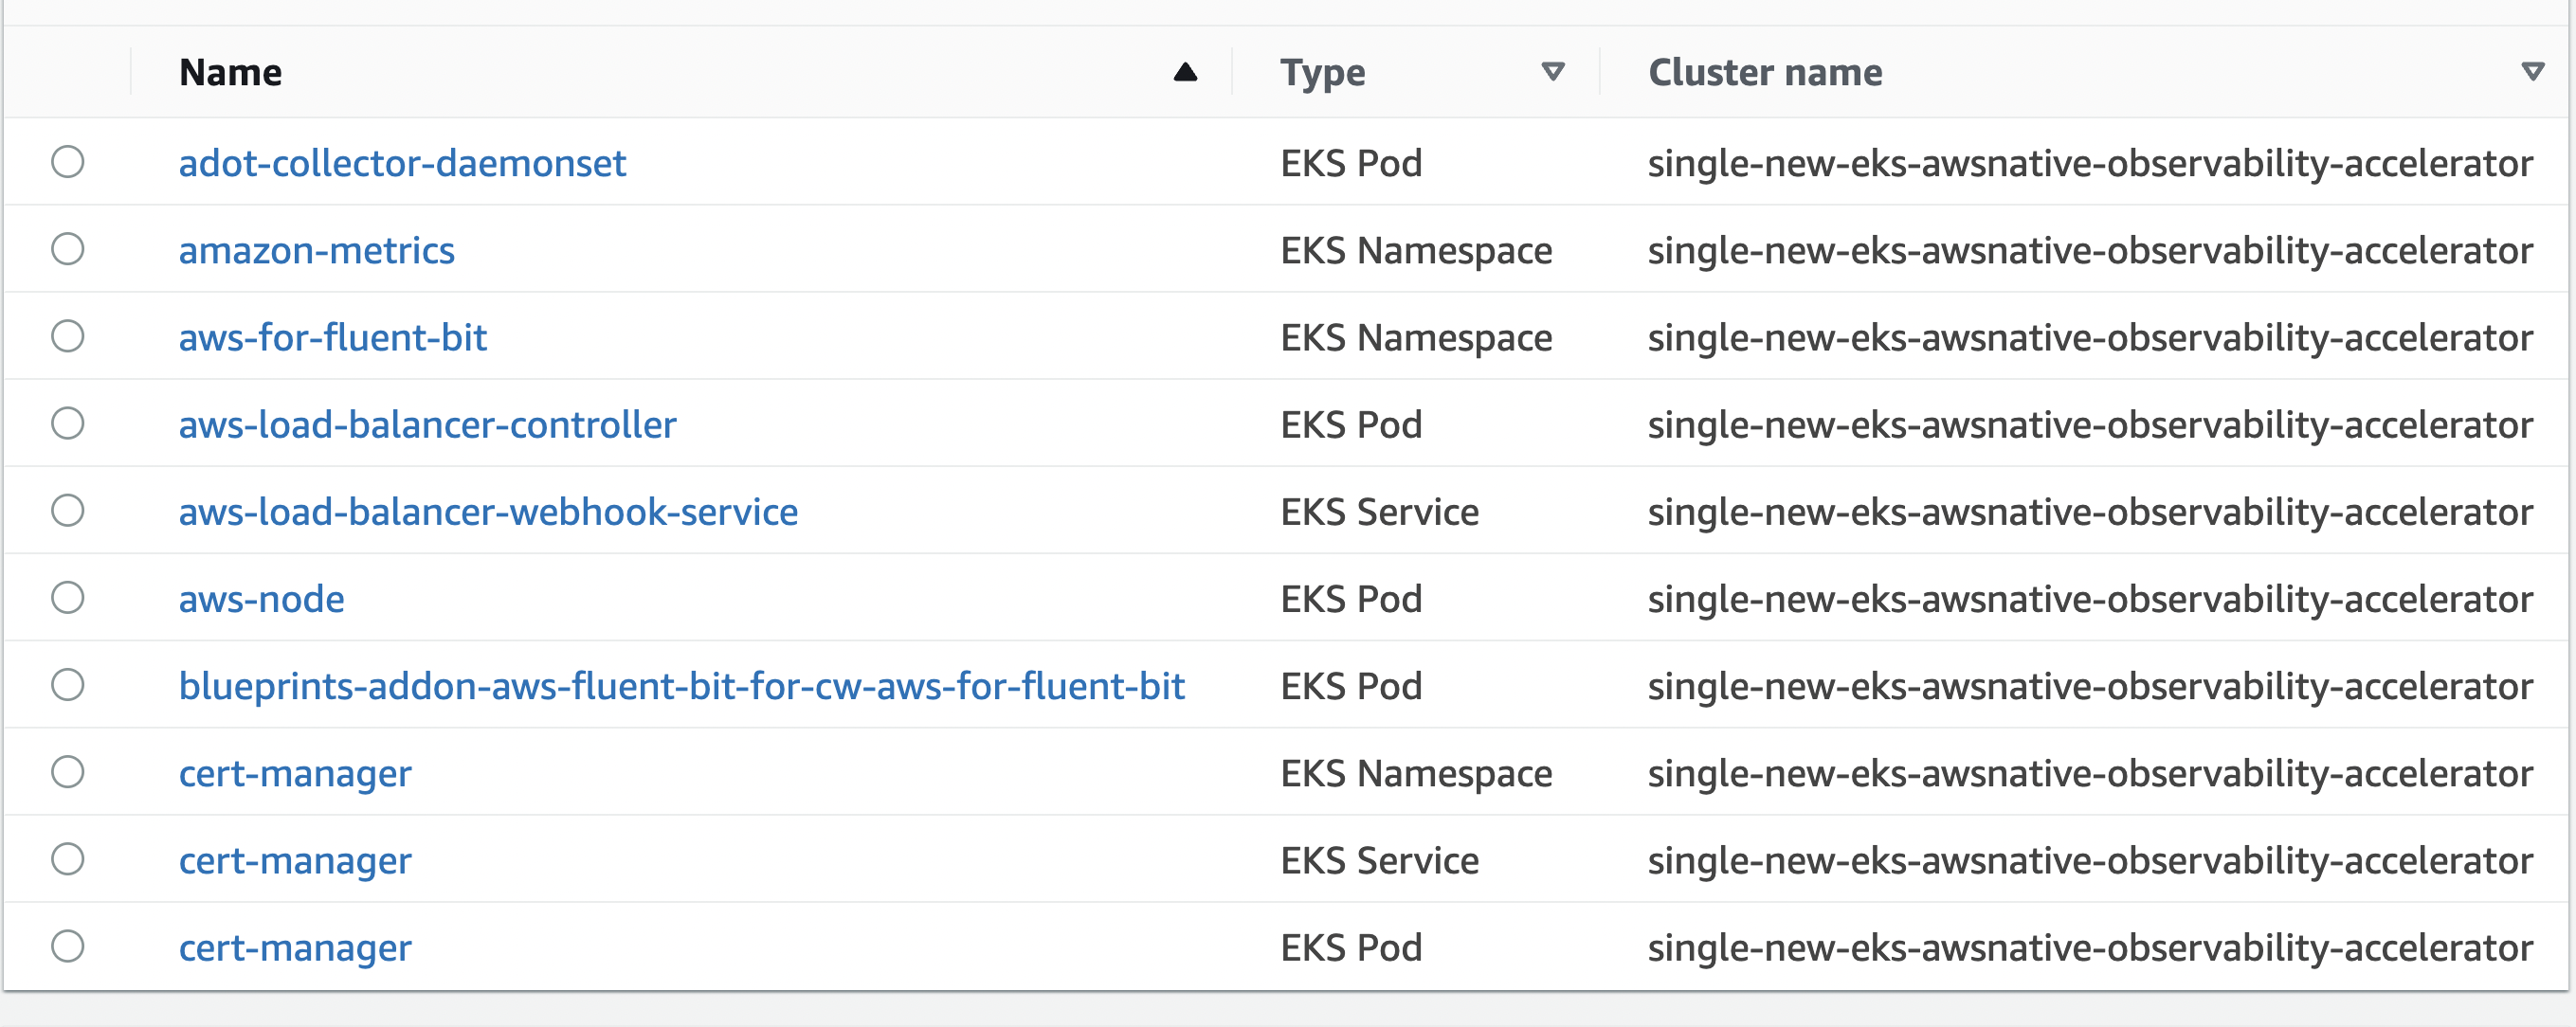 Name Type Cluster name
adot-collector-daemonset EKS Pod single-new-eks-awsnative-observability-accelerator
amazon-metrics EKS Namespace single-new-eks-awsnative-observability-accelerator
aws-for-fluent-bit EKS Namespace single-new-eks-awsnative-observability-accelerator
aws-load-balancer-controller EKS Pod single-new-eks-awsnative-observability-accelerator
aws-load-balancer-webhook-service EKS Service single-new-eks-awsnative-observability-accelerator
aws-node EKS Pod single-new-eks-awsnative-observability-accelerator
blueprints-addon-aws-fluent-bit-for-cw-aws-for-fluent-bit EKS Pod single-new-eks-awsnative-observability-accelerator
cert-manager EKS Namespace single-new-eks-awsnative-observability-accelerator
cert-manager EKS Service single-new-eks-awsnative-observability-accelerator
cert-manager EKS Pod single-new-eks-awsnative-observability-accelerator